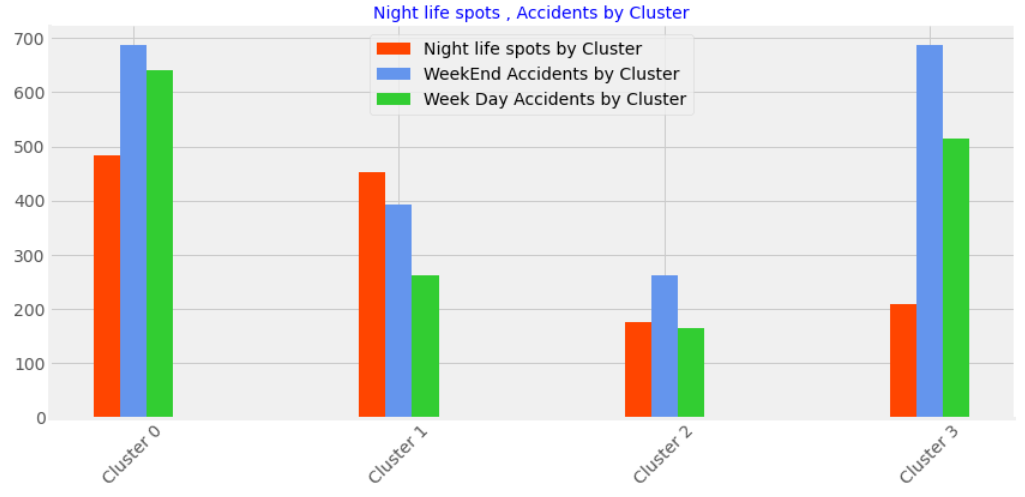 Night life spots , Accidents by Cluster
Night life spots by Cluster
WeekEnd Accidents by Cluster
Week Day Accidents by Cluster
700
600
500
400
300
200
100
0
Cluster 0
Cluster 1
Cluster 2
Cluster 3